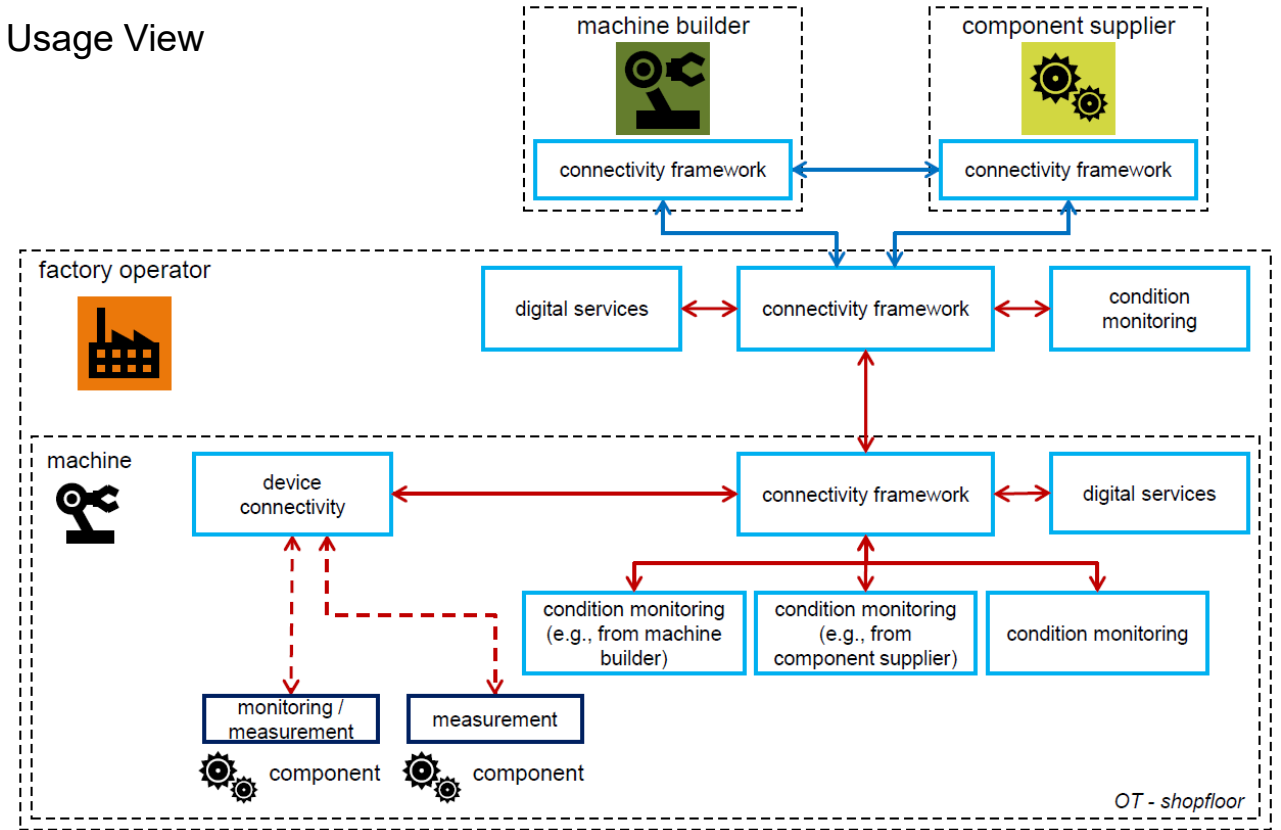 Usage View
machine builder
component supplier
connectivity framework
connectivity framework
factory operator
digital services
connectivity framework
condition
monitoring
machine
device
connectivity
connectivity framework
digital services
condition monitoring
(e.g., from machine
builder)
condition monitoring
(e.g., from
component supplier)
condition monitoring
monitoring /
measurement
measurement
component
component
OT - shopfloor